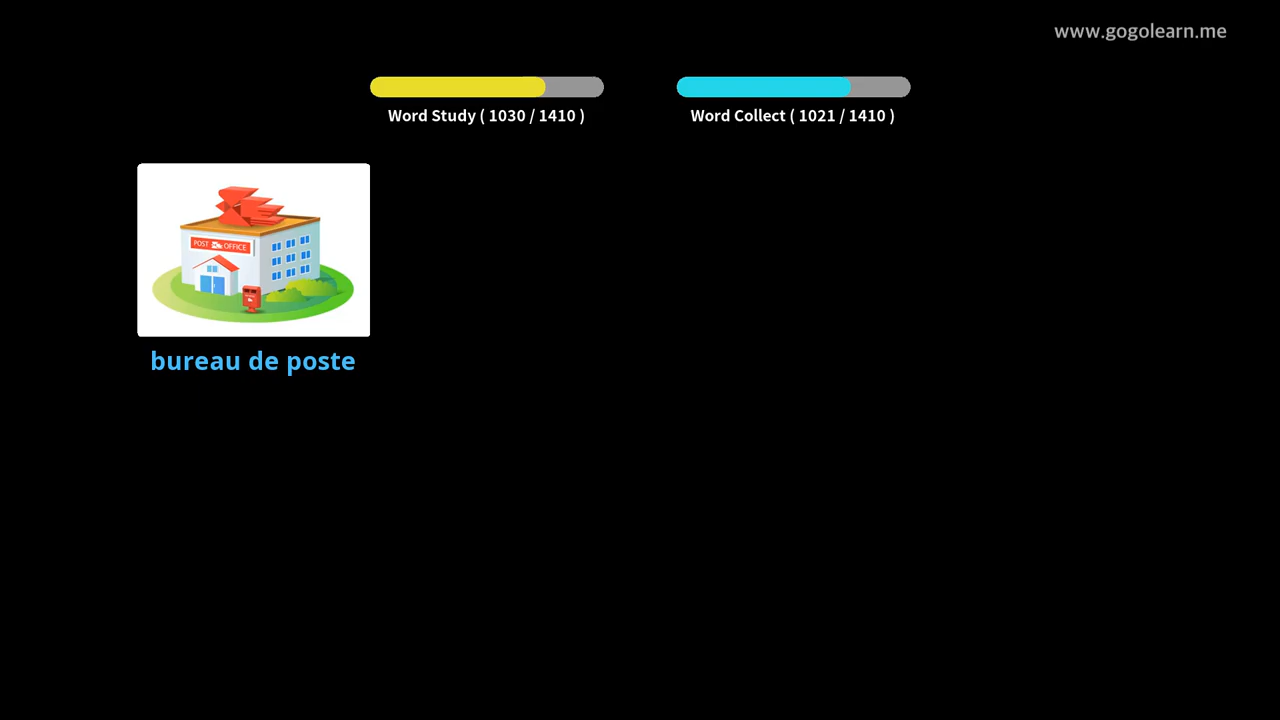 www.gogolearn.me
Word Study ( 1030 / 1410 )
Word Collect ( 1021 / 1410 )
POST OFFICE
bureau de poste